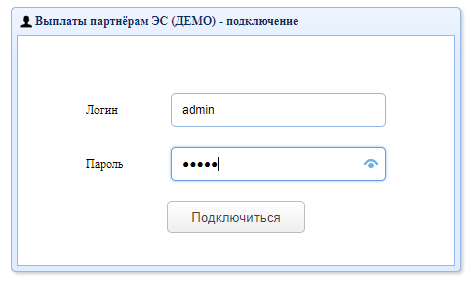 Выплаты партнёрам ЭС (ДЕМО) - подключение
Логин
admin
Пароль
●●●●●
Подключиться